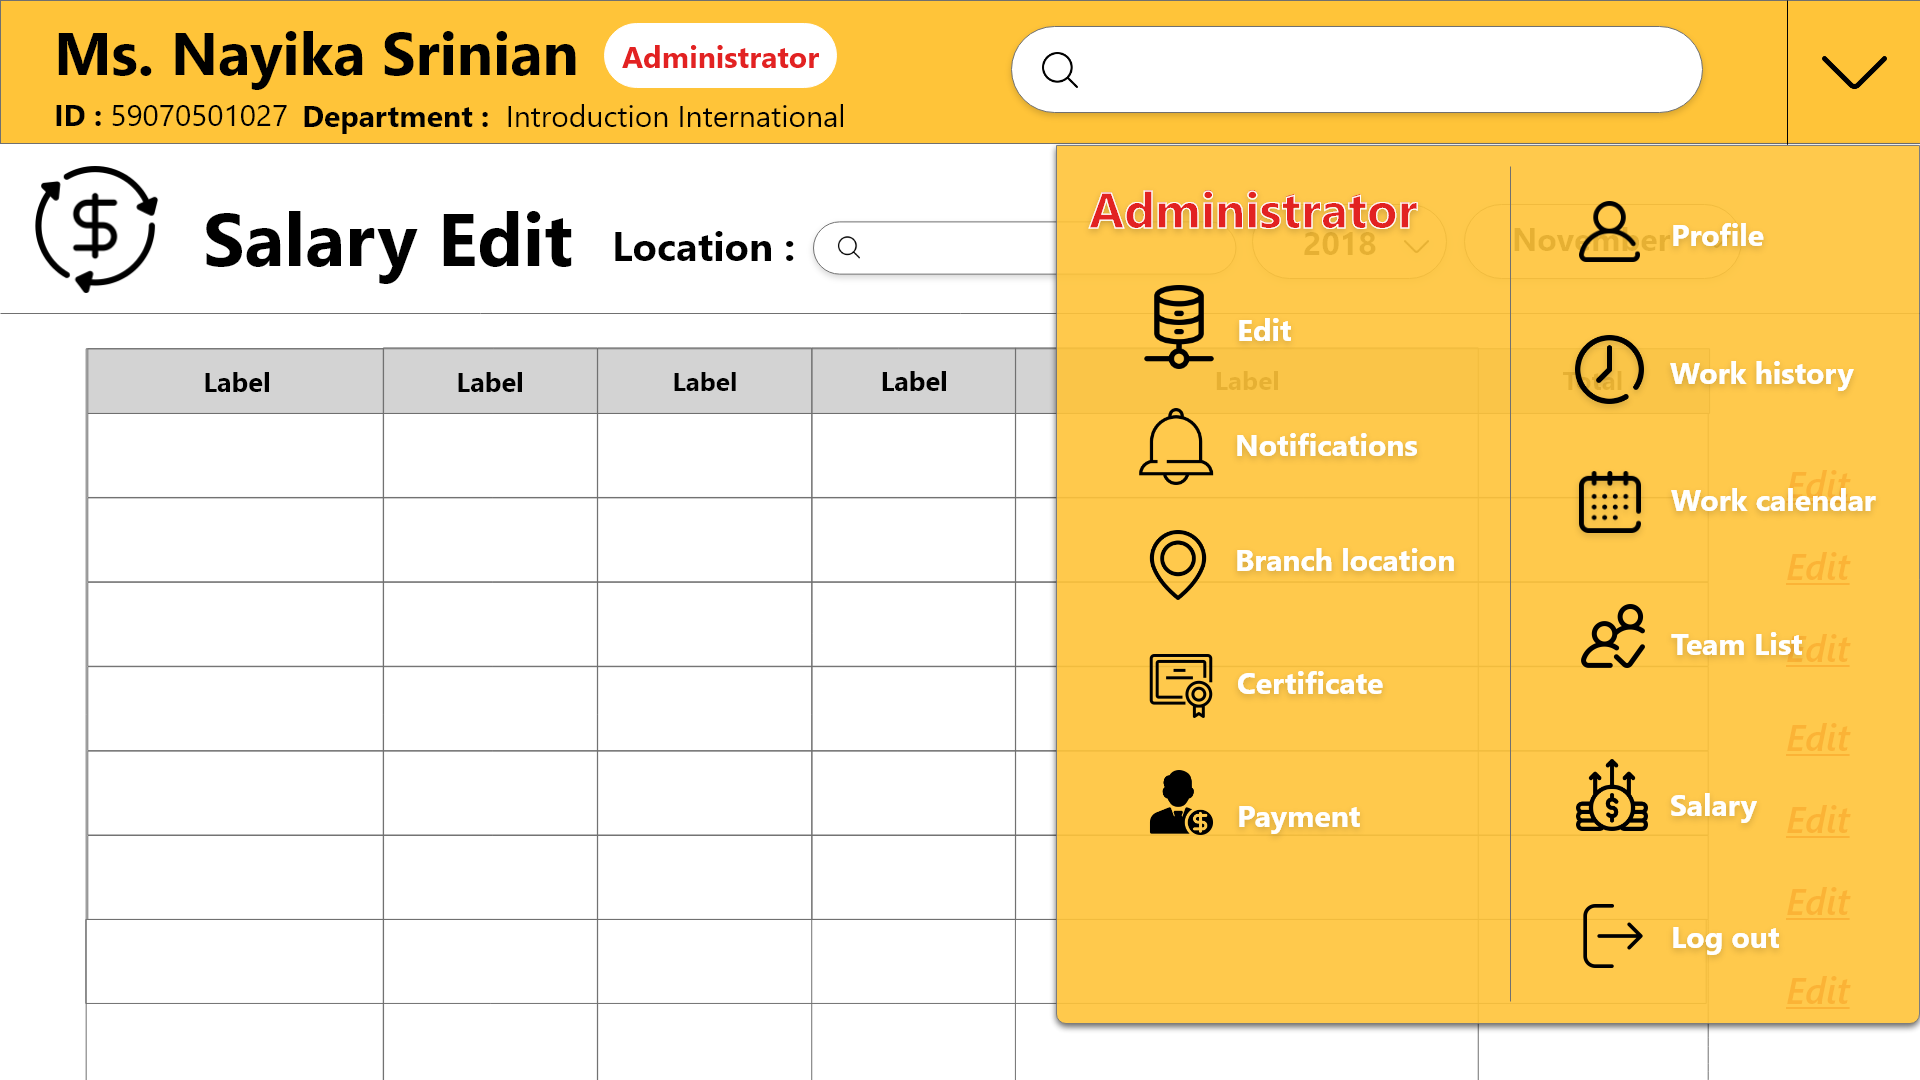 Ms. Nayika Srinian Administrator
ID : 59070501027 Department : Introduction International
Salary Edit Location : 2018 November
Label Label Label Label Label Total
Edit
Edit
Edit
Edit
Edit
Edit
Edit
Administrator
Edit
Notifications
Branch location
Certificate
Payment
Profile
Work history
Work calendar
Team List
Salary
Log out